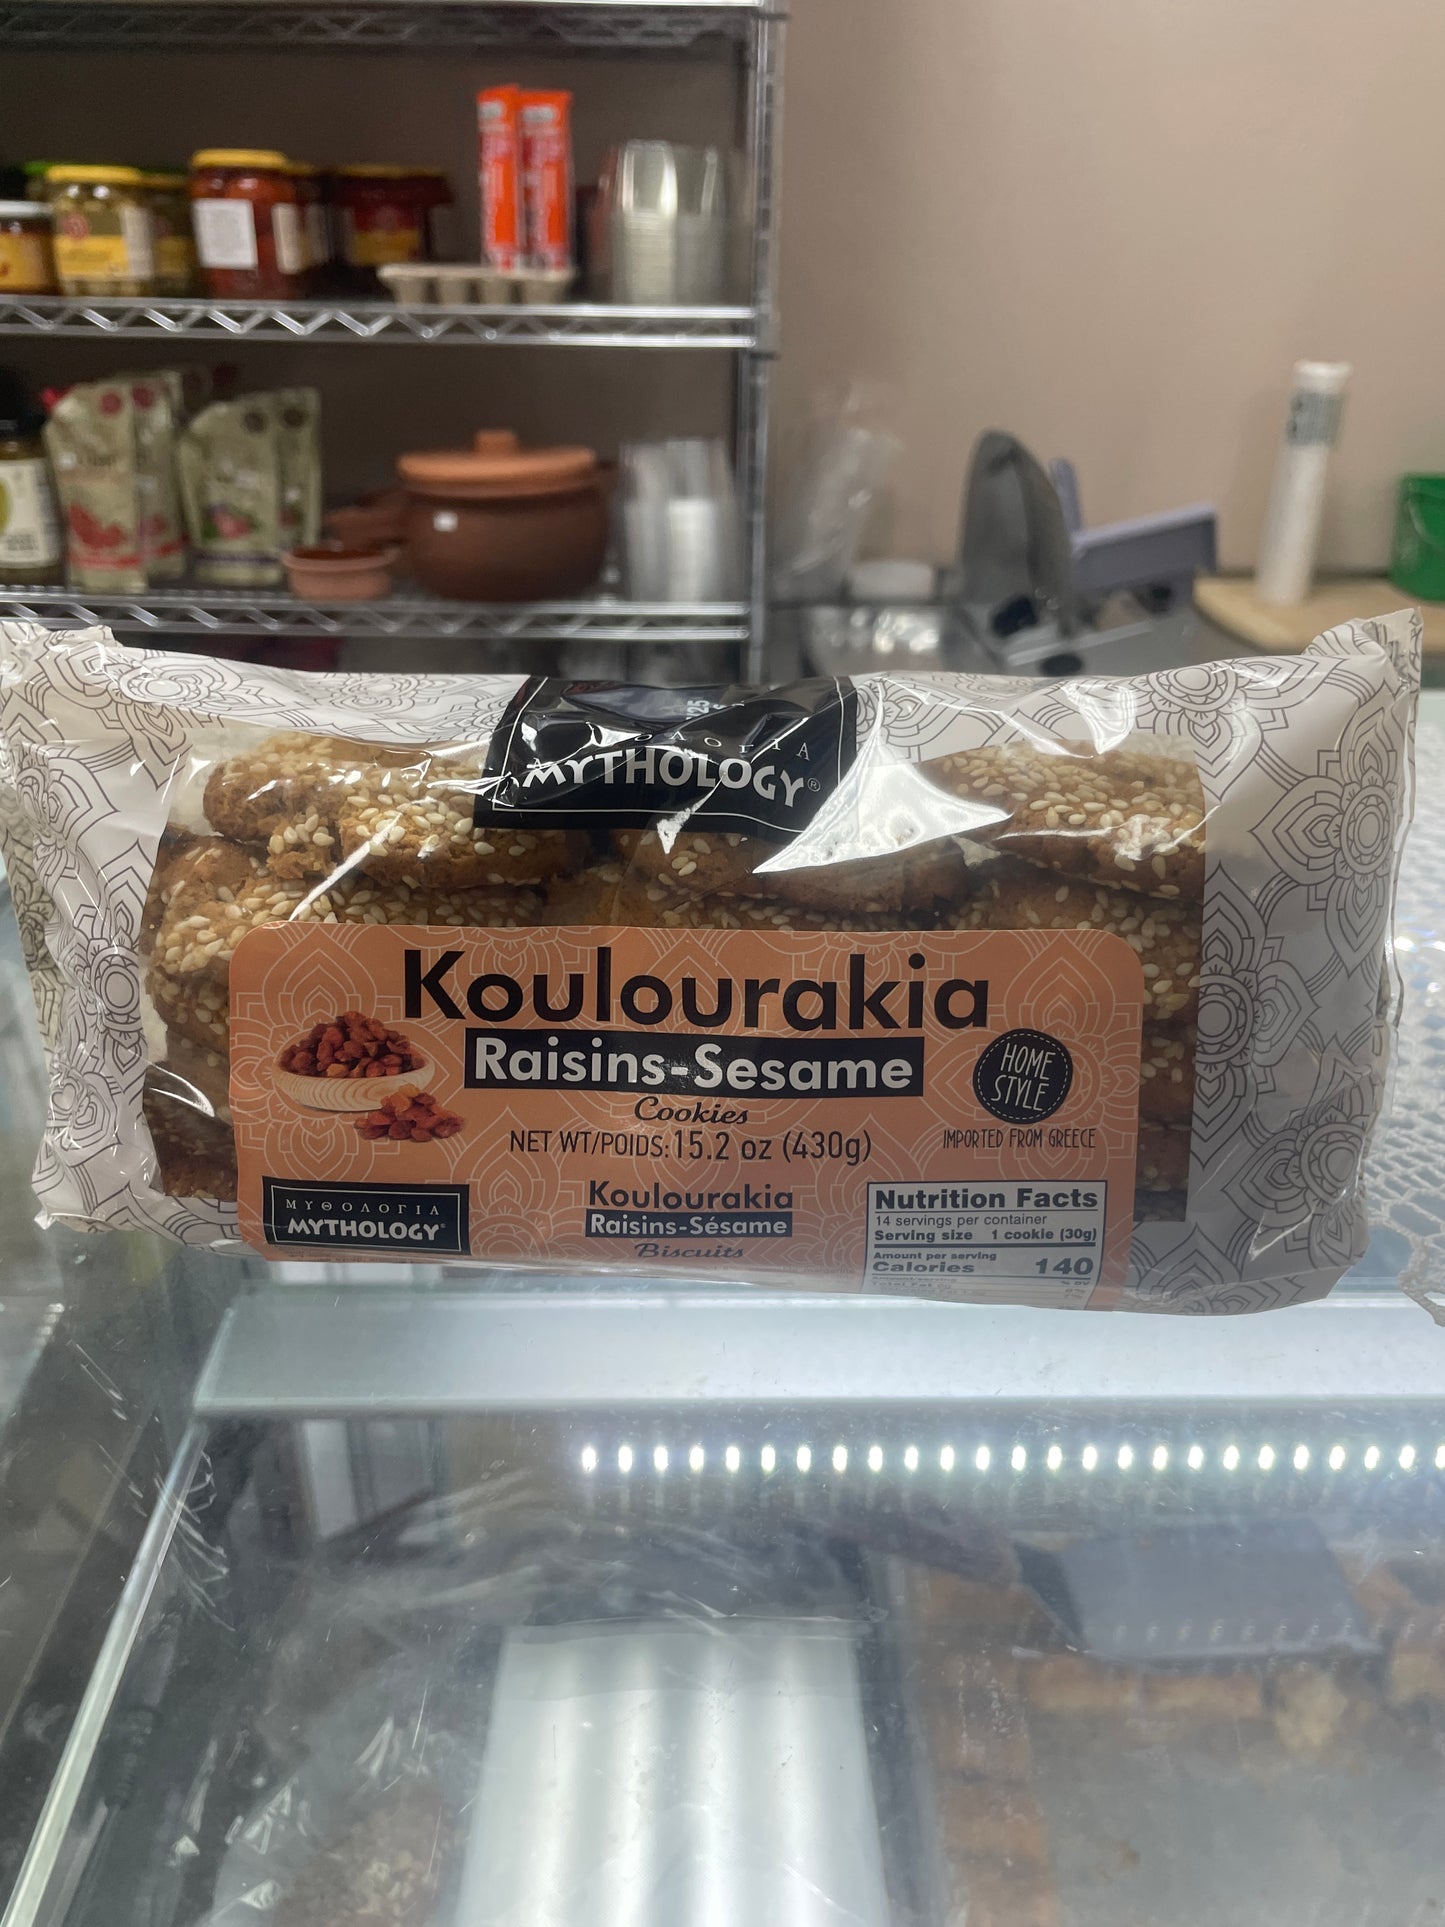 MYTHOLOGY®
Koulourakia
Raisins-Sesame
Cookies
NET WT/POIDS: 15.2 oz (430g)
HOME
STYLE
IMPORTED FROM GREECE
ΜΥΘΟΛΟΓΙΑ
MYTHOLOGY®
Koulourakia
Raisins-Sésame
Biscuits
Nutrition Facts
14 servings per container
Serving size 1 cookie (30g)
Amount per serving
Calories 140
% DV